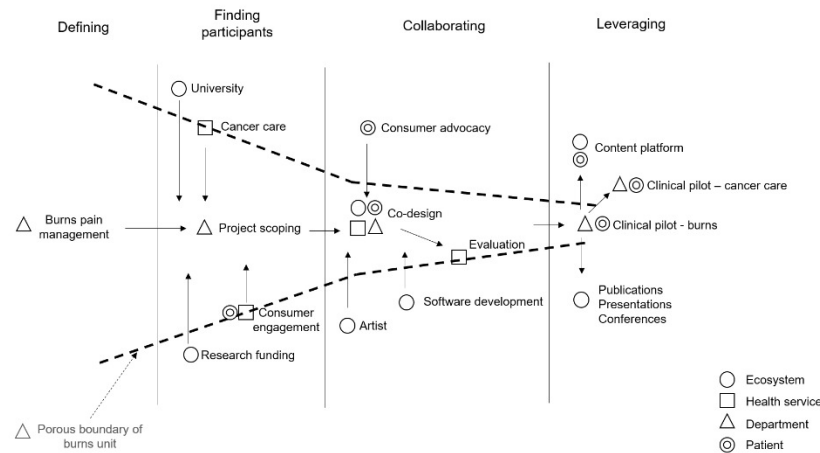 Defining
Finding
participants
Collaborating
Leveraging
University
Cancer care
Consumer advocacy
Content platform
Clinical pilot – cancer care
Burns pain
management
Project scoping
Co-design
Clinical pilot - burns
Evaluation
Consumer
engagement
Software development
Artist
Research funding
Publications
Presentations
Conferences
Porous boundary of
burns unit
Ecosystem
Health service
Department
Patient